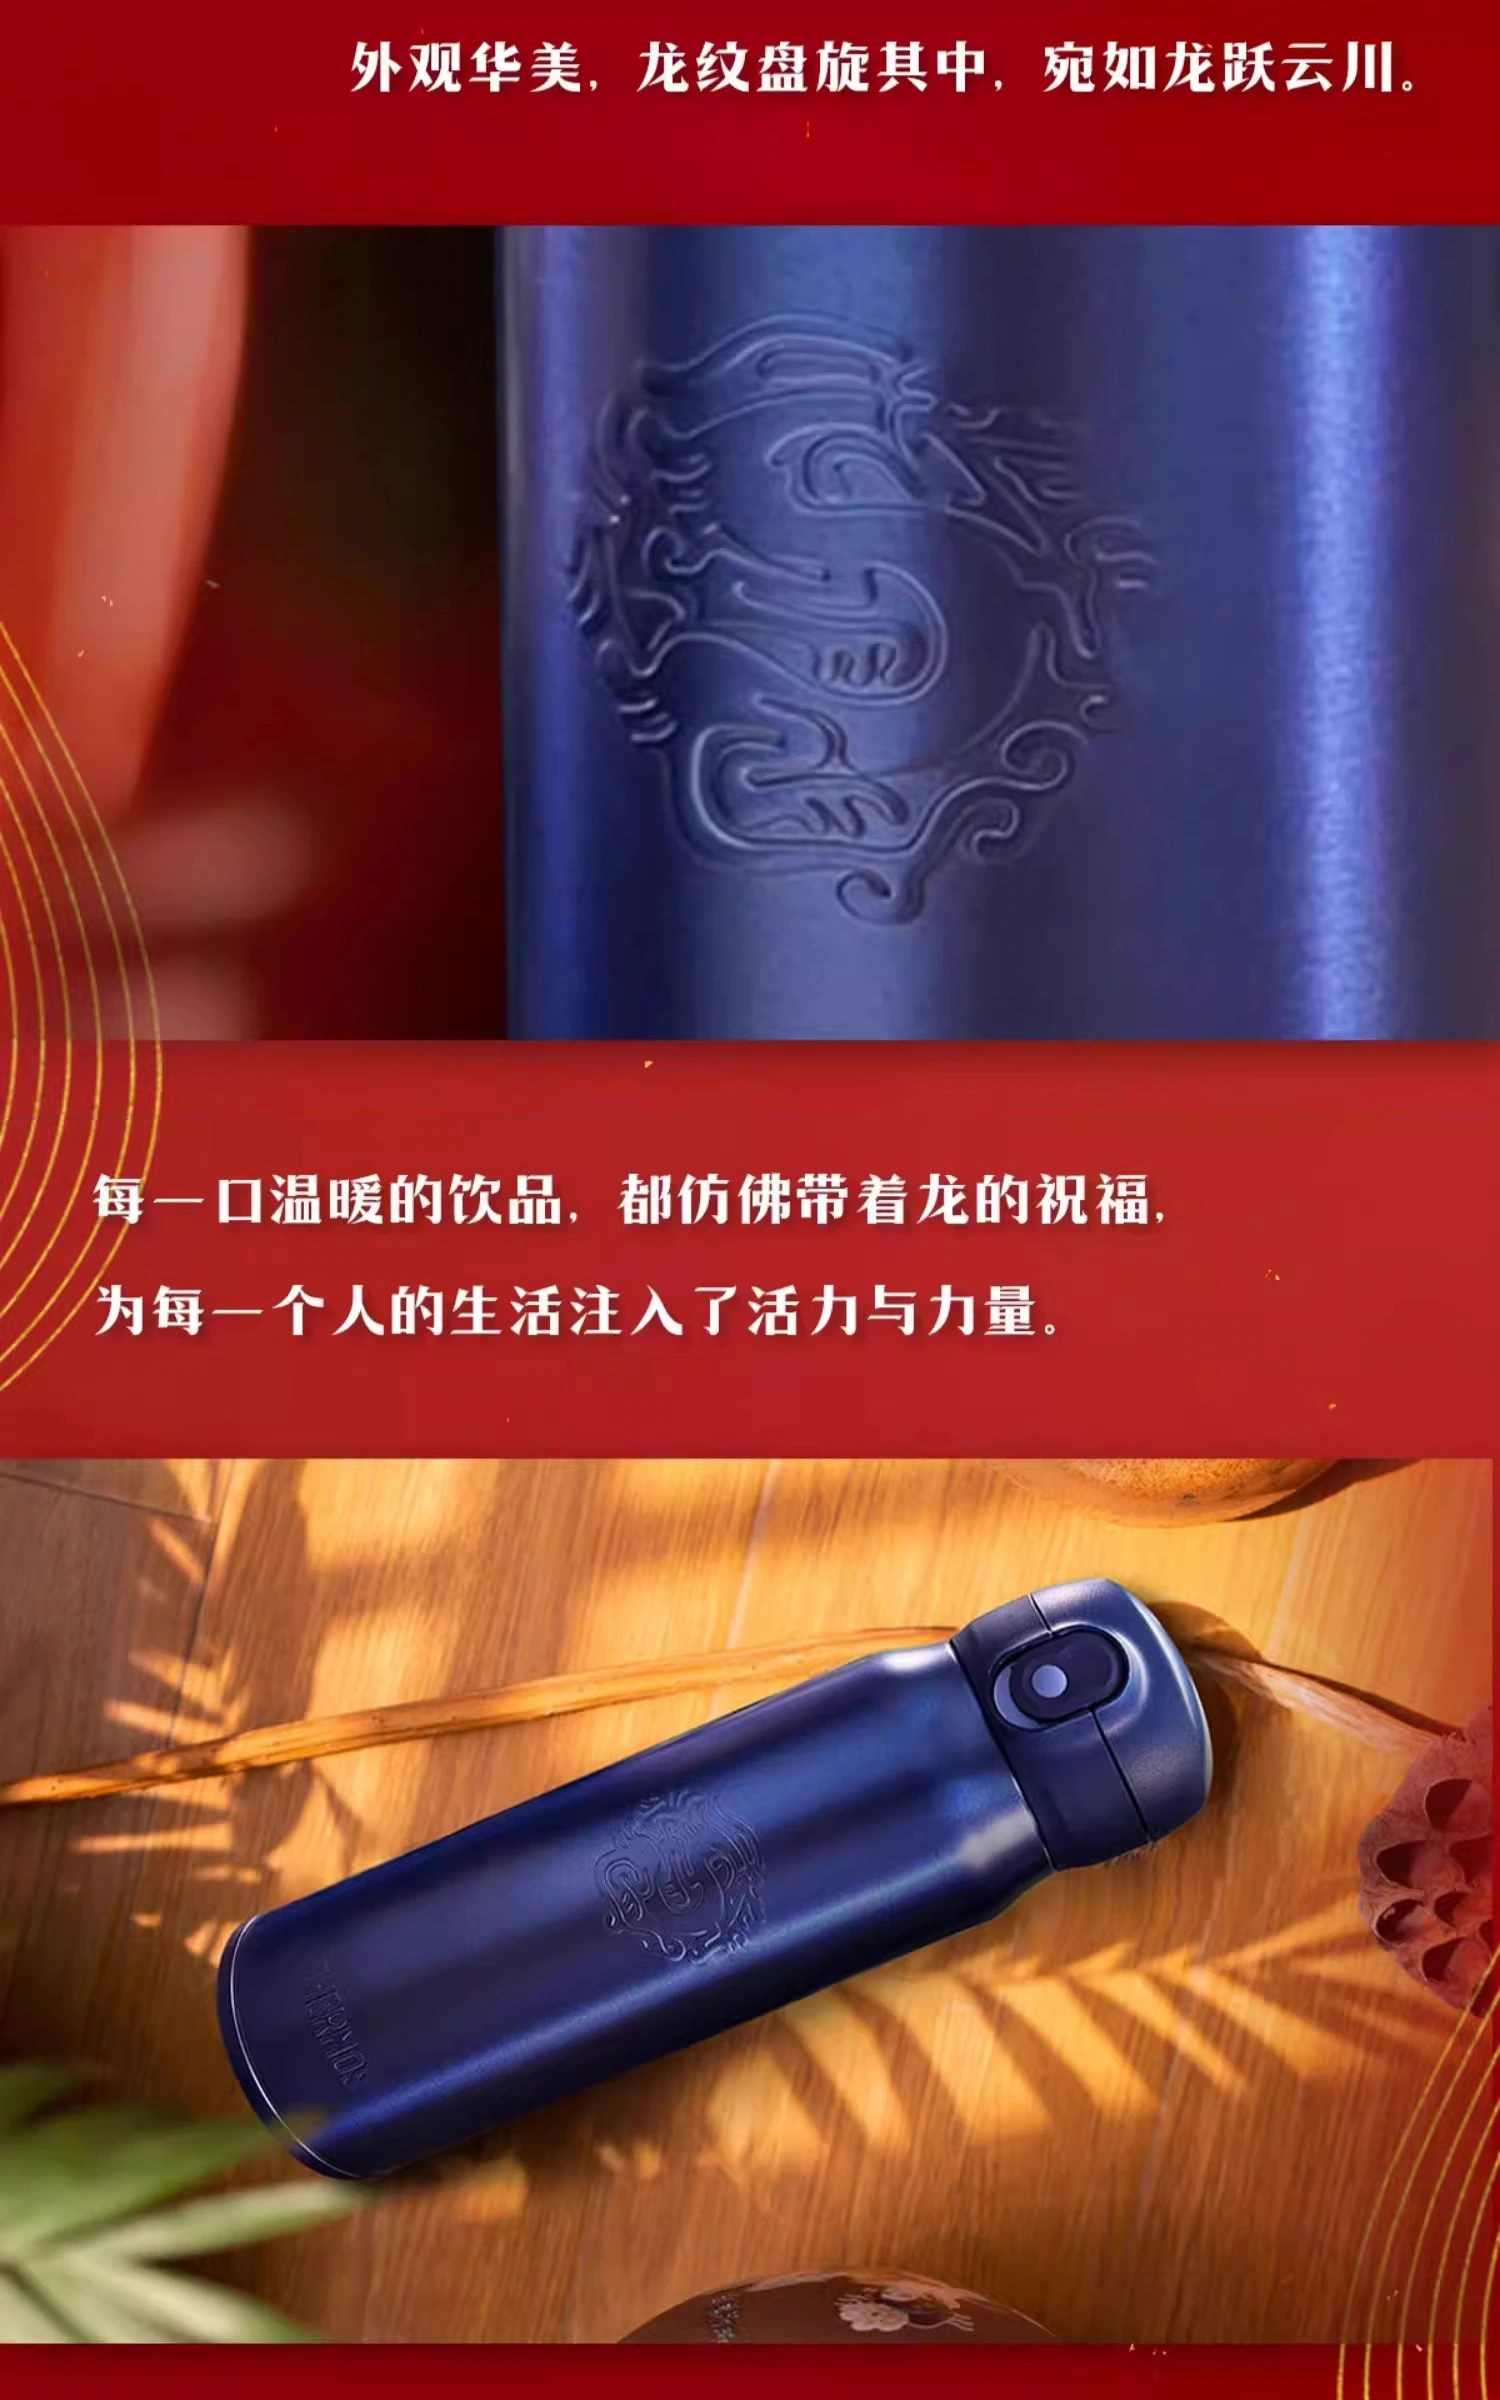 外观华美，龙纹盘旋其中，宛如龙跃云川。
每一口温暖的饮品，都仿佛带着龙的祝福，
为每一个人的生活注入了活力与力量。
THERMOS